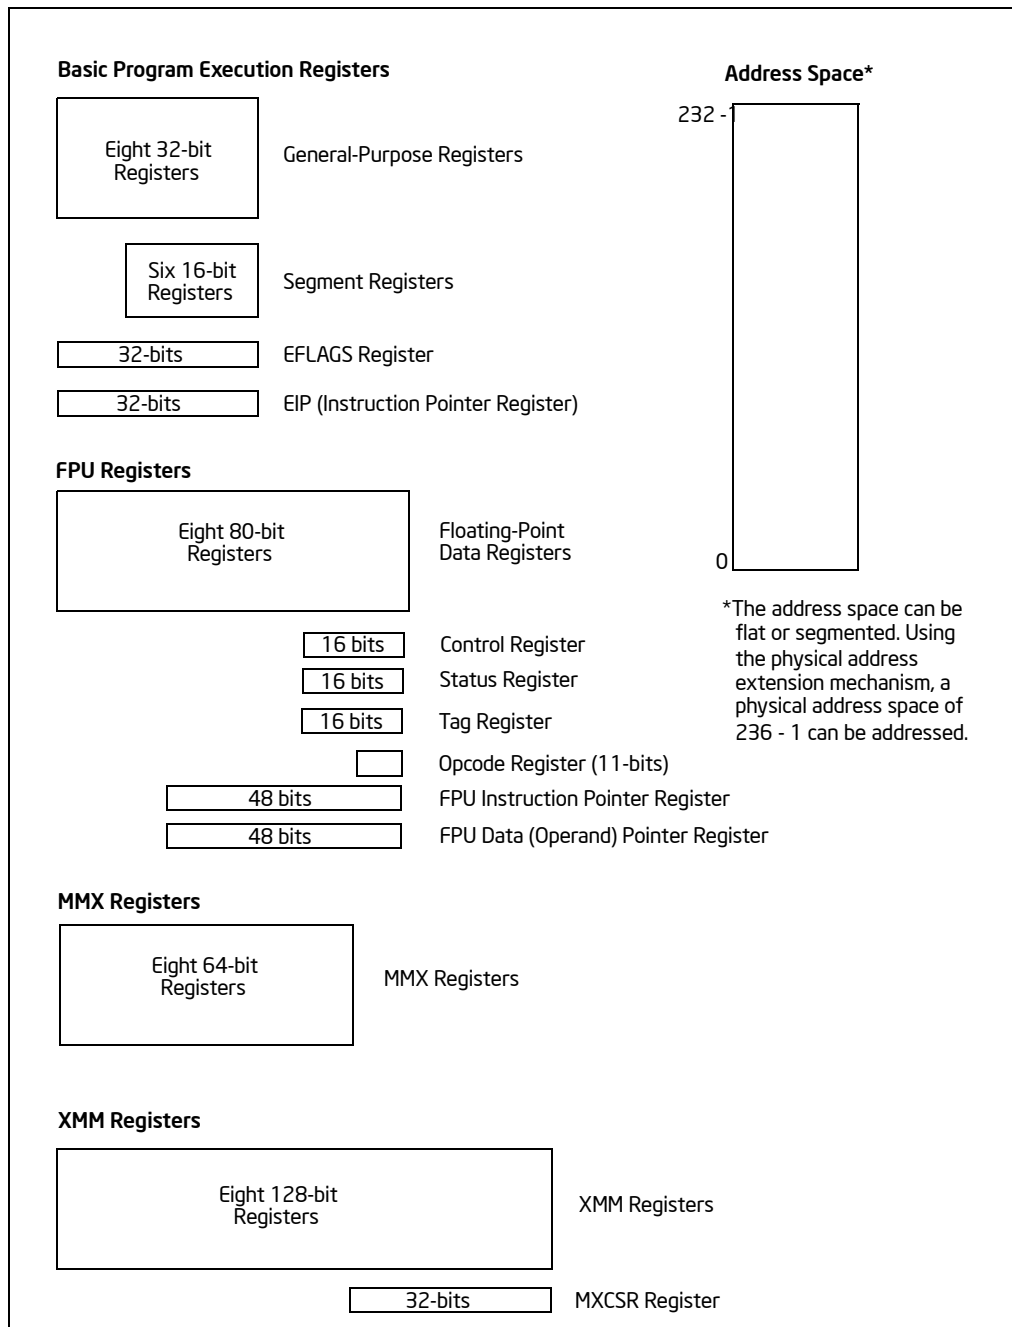 Basic Program Execution Registers
Address Space*
232 -1
Eight 32-bit
Registers
General-Purpose Registers
Six 16-bit
Registers
Segment Registers
32-bits
EFLAGS Register
32-bits
EIP (Instruction Pointer Register)
FPU Registers
Eight 80-bit
Registers
Floating-Point
Data Registers
0
*The address space can be
flat or segmented. Using
the physical address
extension mechanism, a
physical address space of
236 - 1 can be addressed.
16 bits
Control Register
16 bits
Status Register
16 bits
Tag Register
Opcode Register (11-bits)
48 bits
FPU Instruction Pointer Register
48 bits
FPU Data (Operand) Pointer Register
MMX Registers
Eight 64-bit
Registers
MMX Registers
XMM Registers
Eight 128-bit
Registers
XMM Registers
32-bits
MXCSR Register